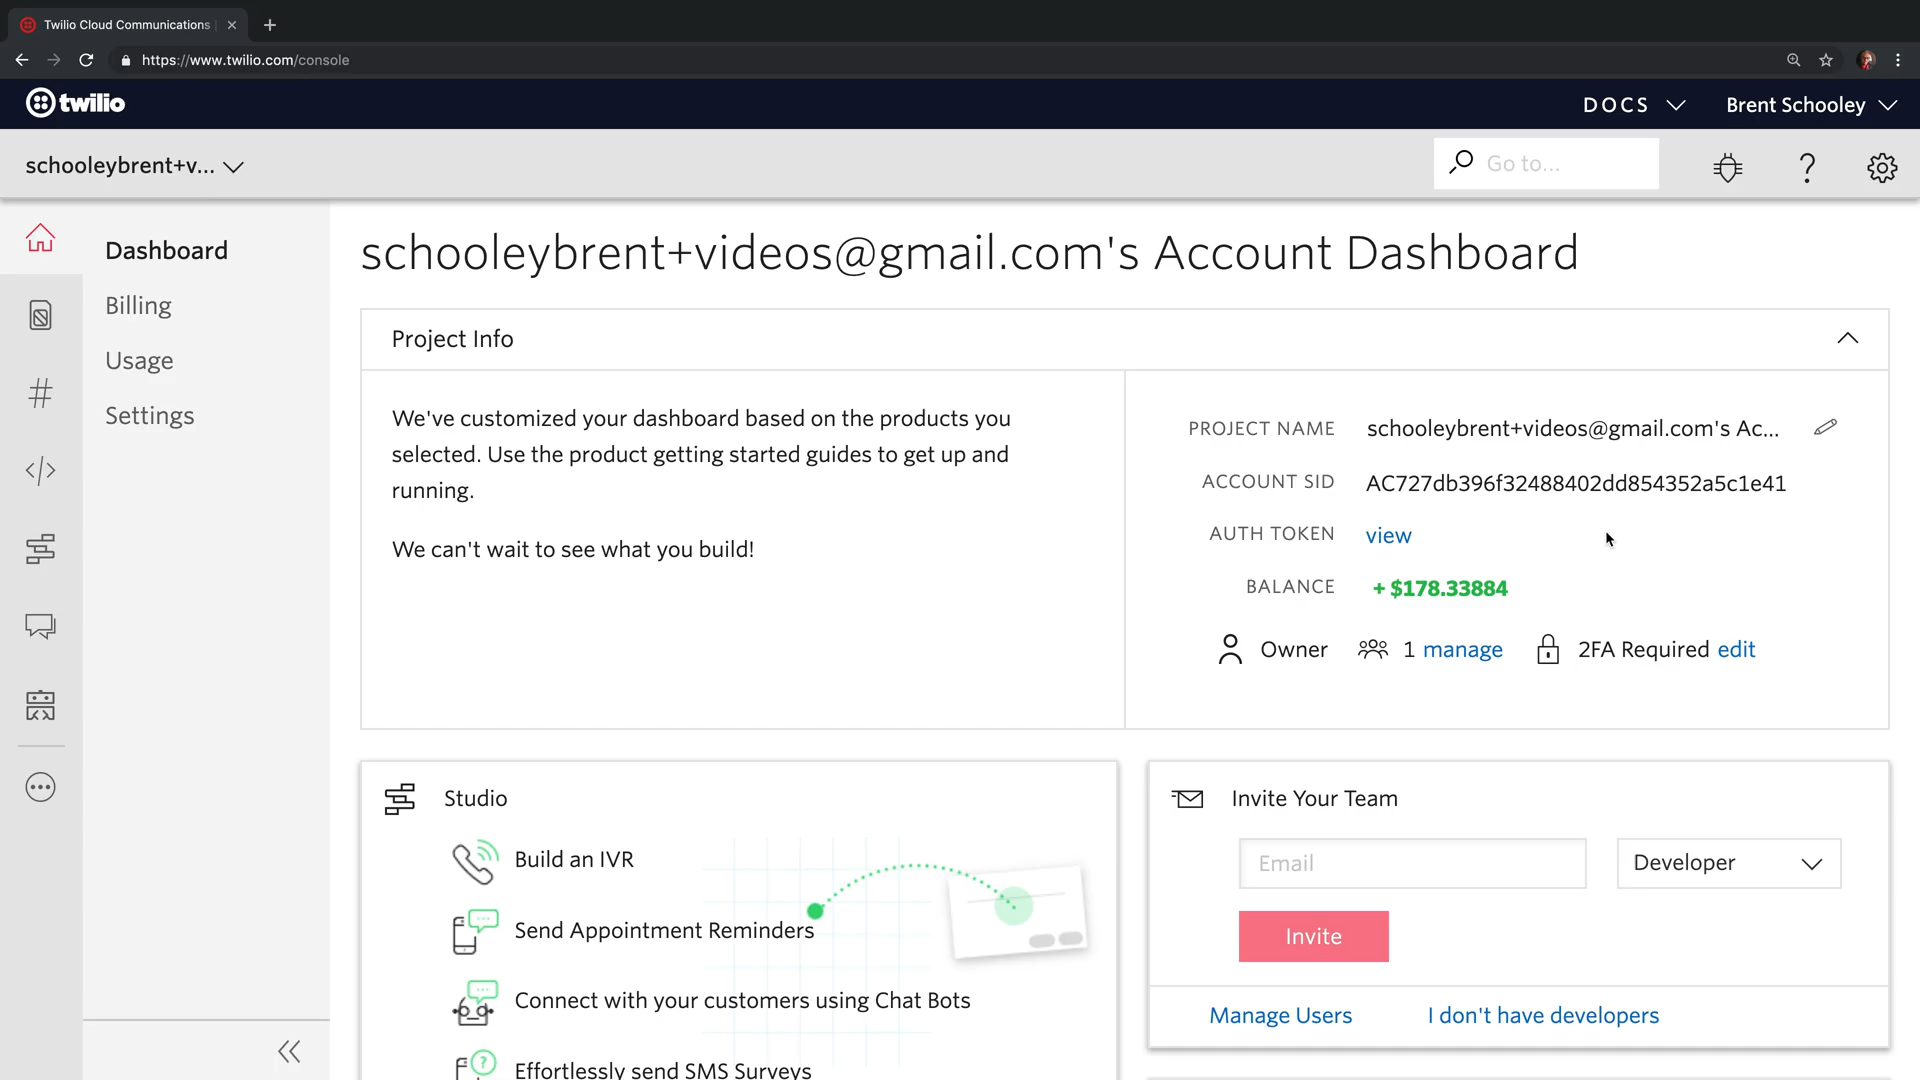 Twilio Cloud Communications |
https://www.twilio.com/console
twilio
DOCS
Brent Schooley
schooleybrent+v...
Go to...
Dashboard
Billing
Usage
Settings
schooleybrent+videos@gmail.com's Account Dashboard
Project Info
We've customized your dashboard based on the products you
selected. Use the product getting started guides to get up and
running.
We can't wait to see what you build!
PROJECT NAME schooleybrent+videos@gmail.com's Ac...
ACCOUNT SID AC727db396f32488402dd854352a5c1e41
AUTH TOKEN view
BALANCE + $178.33884
Owner 1 manage 2FA Required edit
Studio
Build an IVR
Send Appointment Reminders
Connect with your customers using Chat Bots
Effortlessly send SMS Surveys
Invite Your Team
Email
Developer
Invite
Manage Users
I don't have developers